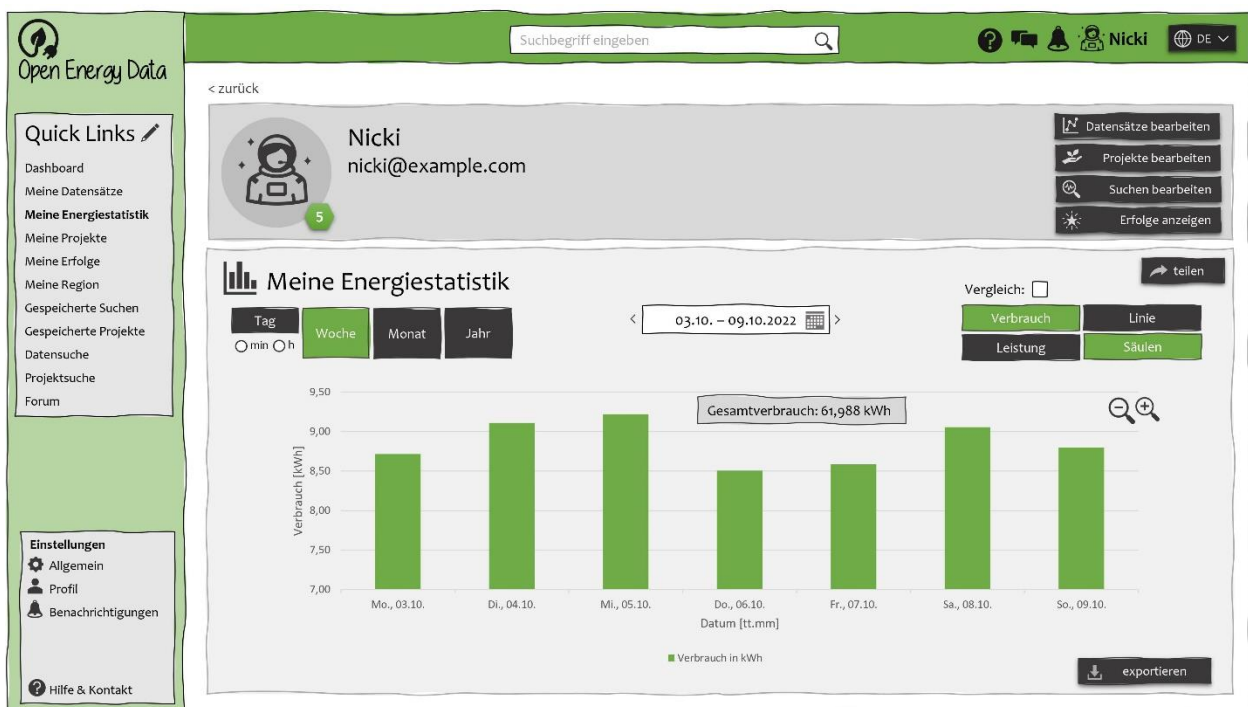 Open Energy Data
Suchbegriff eingeben
Nicki
DE
Quick Links
Dashboard
Meine Datensätze
Meine Energiestatistik
Meine Projekte
Meine Erfolge
Meine Region
Gespeicherte Suchen
Gespeicherte Projekte
Datensuche
Projektsuche
Forum
Einstellungen
Allgemein
Profil
Benachrichtigungen
Hilfe & Kontakt
< zurück
Nicki
nicki@example.com
5
Datensätze bearbeiten
Projekte bearbeiten
Suchen bearbeiten
Erfolge anzeigen
Meine Energiestatistik
teilen
Tag
min h
Woche
Monat
Jahr
< 03.10. – 09.10.2022 >
Vergleich:
Verbrauch
Linie
Leistung
Säulen
Gesamtverbrauch: 61,988 kWh
Verbrauch [kWh]
9,50
9,00
8,50
8,00
7,50
7,00
Mo., 03.10.
Di., 04.10.
Mi., 05.10.
Do., 06.10.
Fr., 07.10.
Sa., 08.10.
So., 09.10.
Datum [tt.mm]
Verbrauch in kWh
exportieren